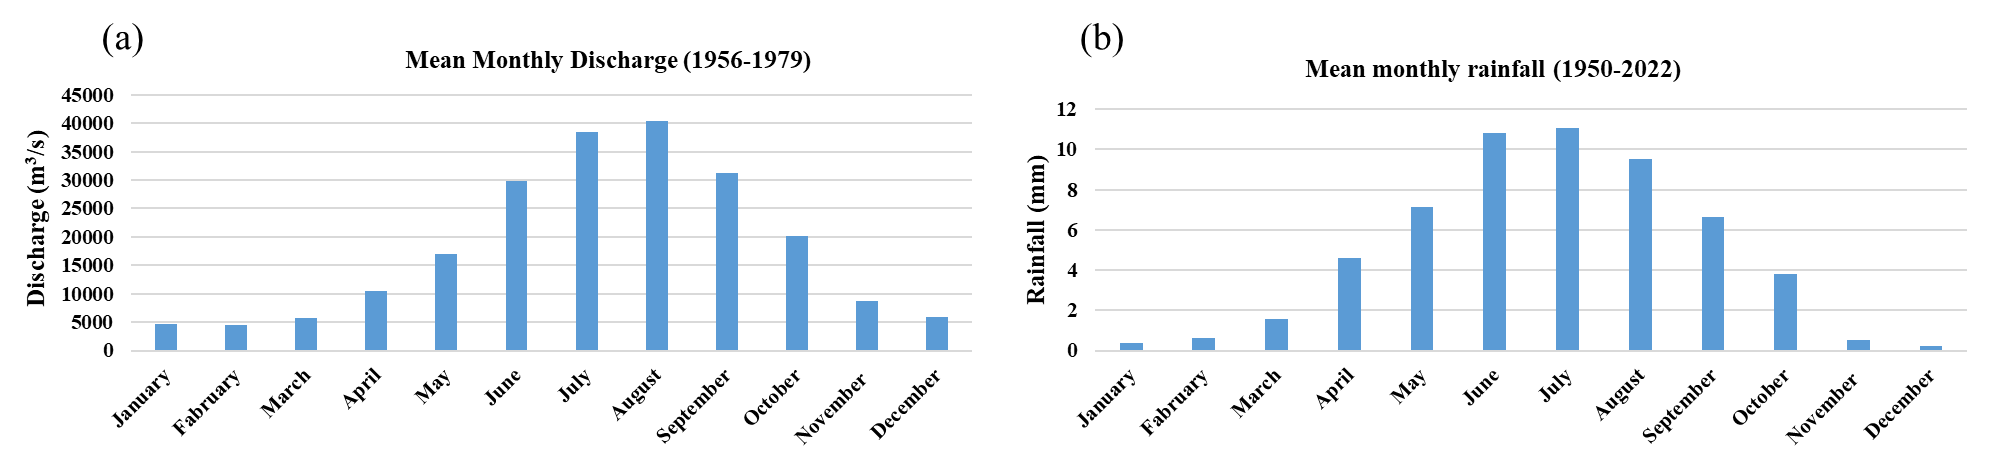 (a)
Mean Monthly Discharge (1956-1979)
Discharge (m³/s)
45000
40000
35000
30000
25000
20000
15000
10000
5000
0
January
Fabruary
March
April
May
June
July
August
September
October
November
December
(b)
Mean monthly rainfall (1950-2022)
Rainfall (mm)
12
10
8
6
4
2
0
January
Fabruary
March
April
May
June
July
August
September
October
November
December